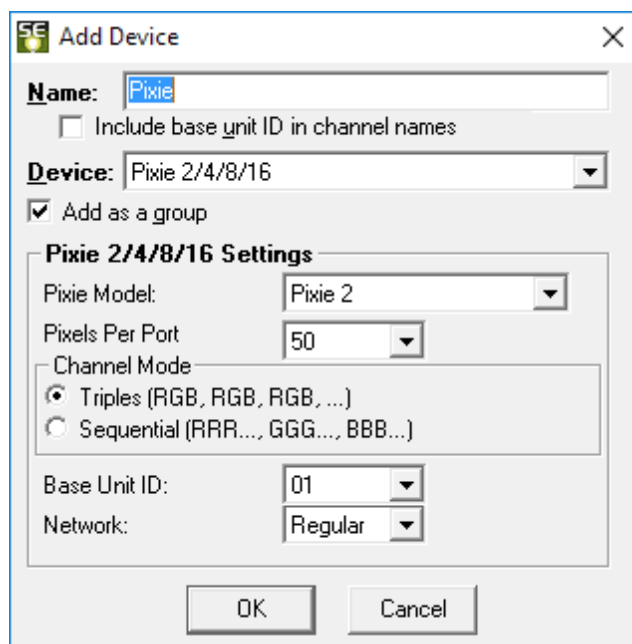 SE Add Device
Name: Pixie
Include base unit ID in channel names
Device: Pixie 2/4/8/16
Add as a group
Pixie 2/4/8/16 Settings
Pixie Model: Pixie 2
Pixels Per Port 50
Channel Mode
Triples (RGB, RGB, RGB, ...)
Sequential (RRR..., GGG..., BBB...)
Base Unit ID: 01
Network: Regular
OK Cancel